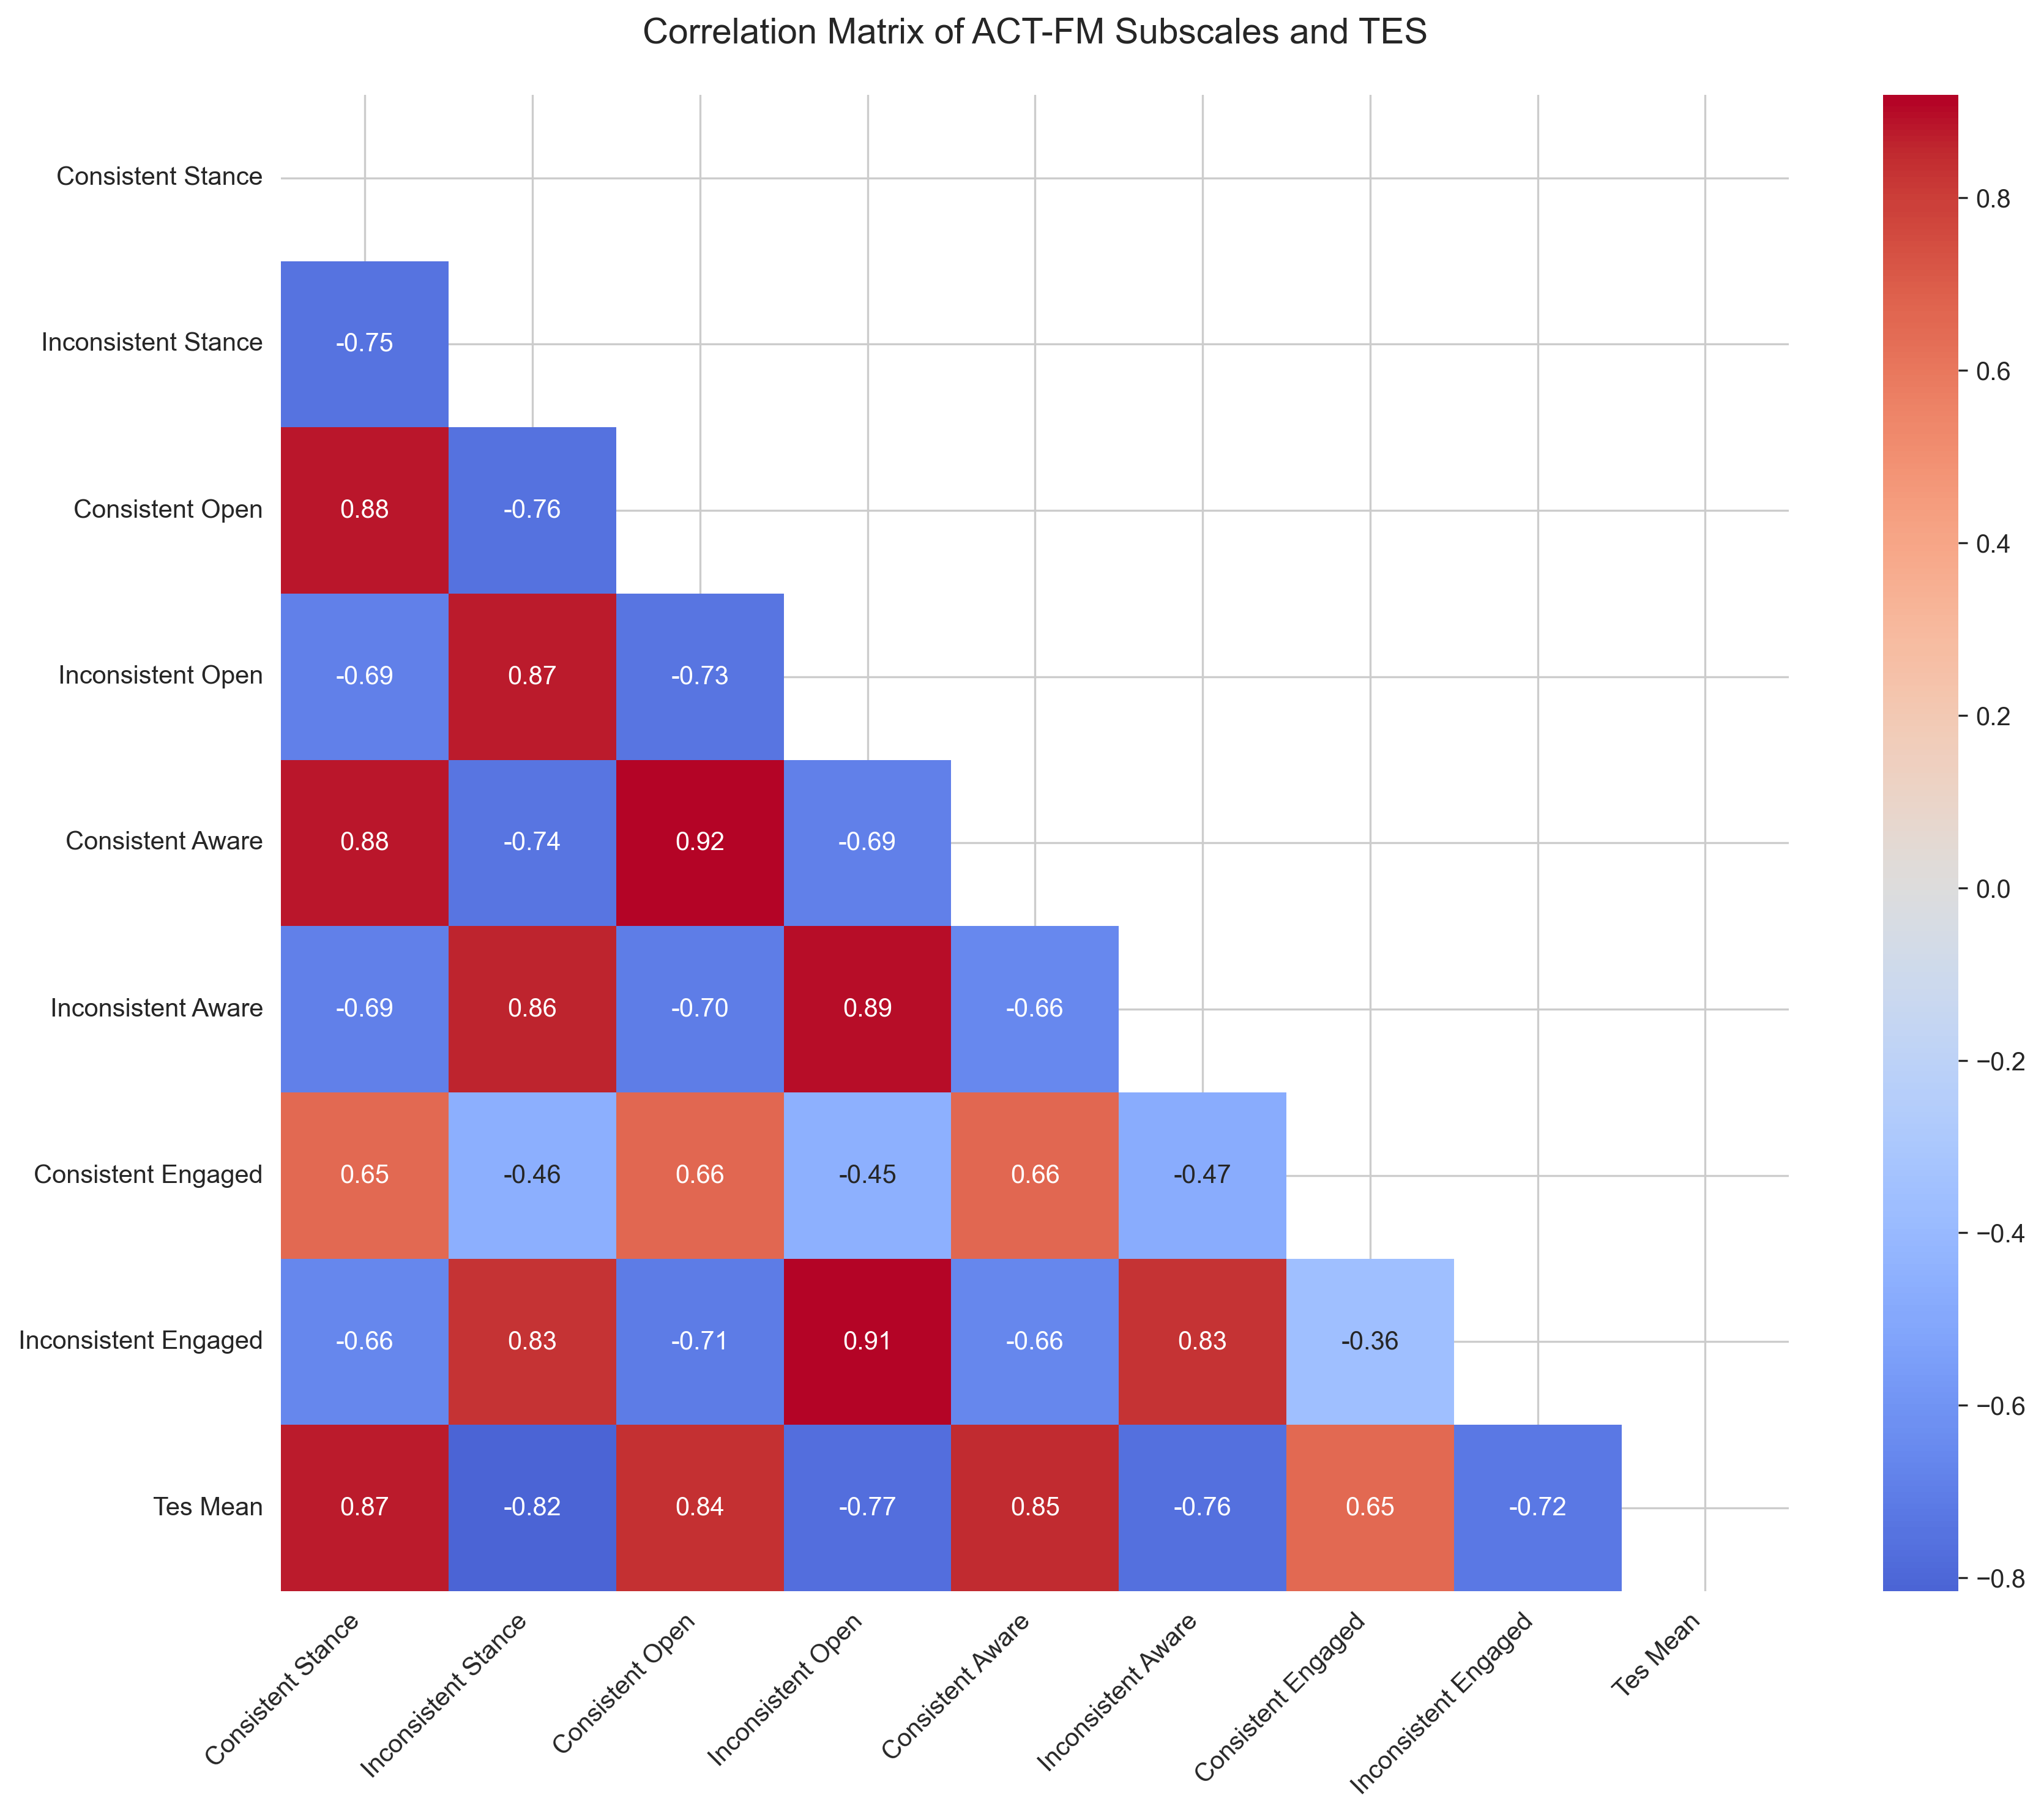 Correlation Matrix of ACT-FM Subscales and TES
Consistent Stance
Inconsistent Stance -0.75
Consistent Open 0.88 -0.76
Inconsistent Open -0.69 0.87 -0.73
Consistent Aware 0.88 -0.74 0.92 -0.69
Inconsistent Aware -0.69 0.86 -0.70 0.89 -0.66
Consistent Engaged 0.65 -0.46 0.66 -0.45 0.66 -0.47
Inconsistent Engaged -0.66 0.83 -0.71 0.91 -0.66 0.83 -0.36
Tes Mean 0.87 -0.82 0.84 -0.77 0.85 -0.76 0.65 -0.72
Consistent Stance
Inconsistent Stance
Consistent Open
Inconsistent Open
Consistent Aware
Inconsistent Aware
Consistent Engaged
Inconsistent Engaged
Tes Mean
0.8
0.6
0.4
0.2
0.0
−0.2
−0.4
−0.6
−0.8